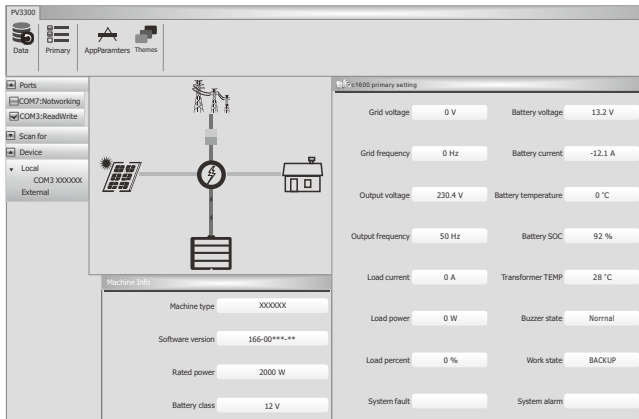 PV3300
Data
Primary
AppParamters
Themes
Ports
COM7:Notworking
COM3:ReadWrite
Scan for
Device
Local
COM3 XXXXXX
External
Machine Info
Machine type XXXXXX
Software version 166-00***-**
Rated power 2000 W
Battery class 12 V
c1600 primary setting
Grid voltage 0 V Battery voltage 13.2 V
Grid frequency 0 Hz Battery current -12.1 A
Output voltage 230.4 V Battery temperature 0 °C
Output frequency 50 Hz Battery SOC 92 %
Load current 0 A Transformer TEMP 28 °C
Load power 0 W Buzzer state Norrnal
Load percent 0 % Work state BACKUP
System fault System alarm